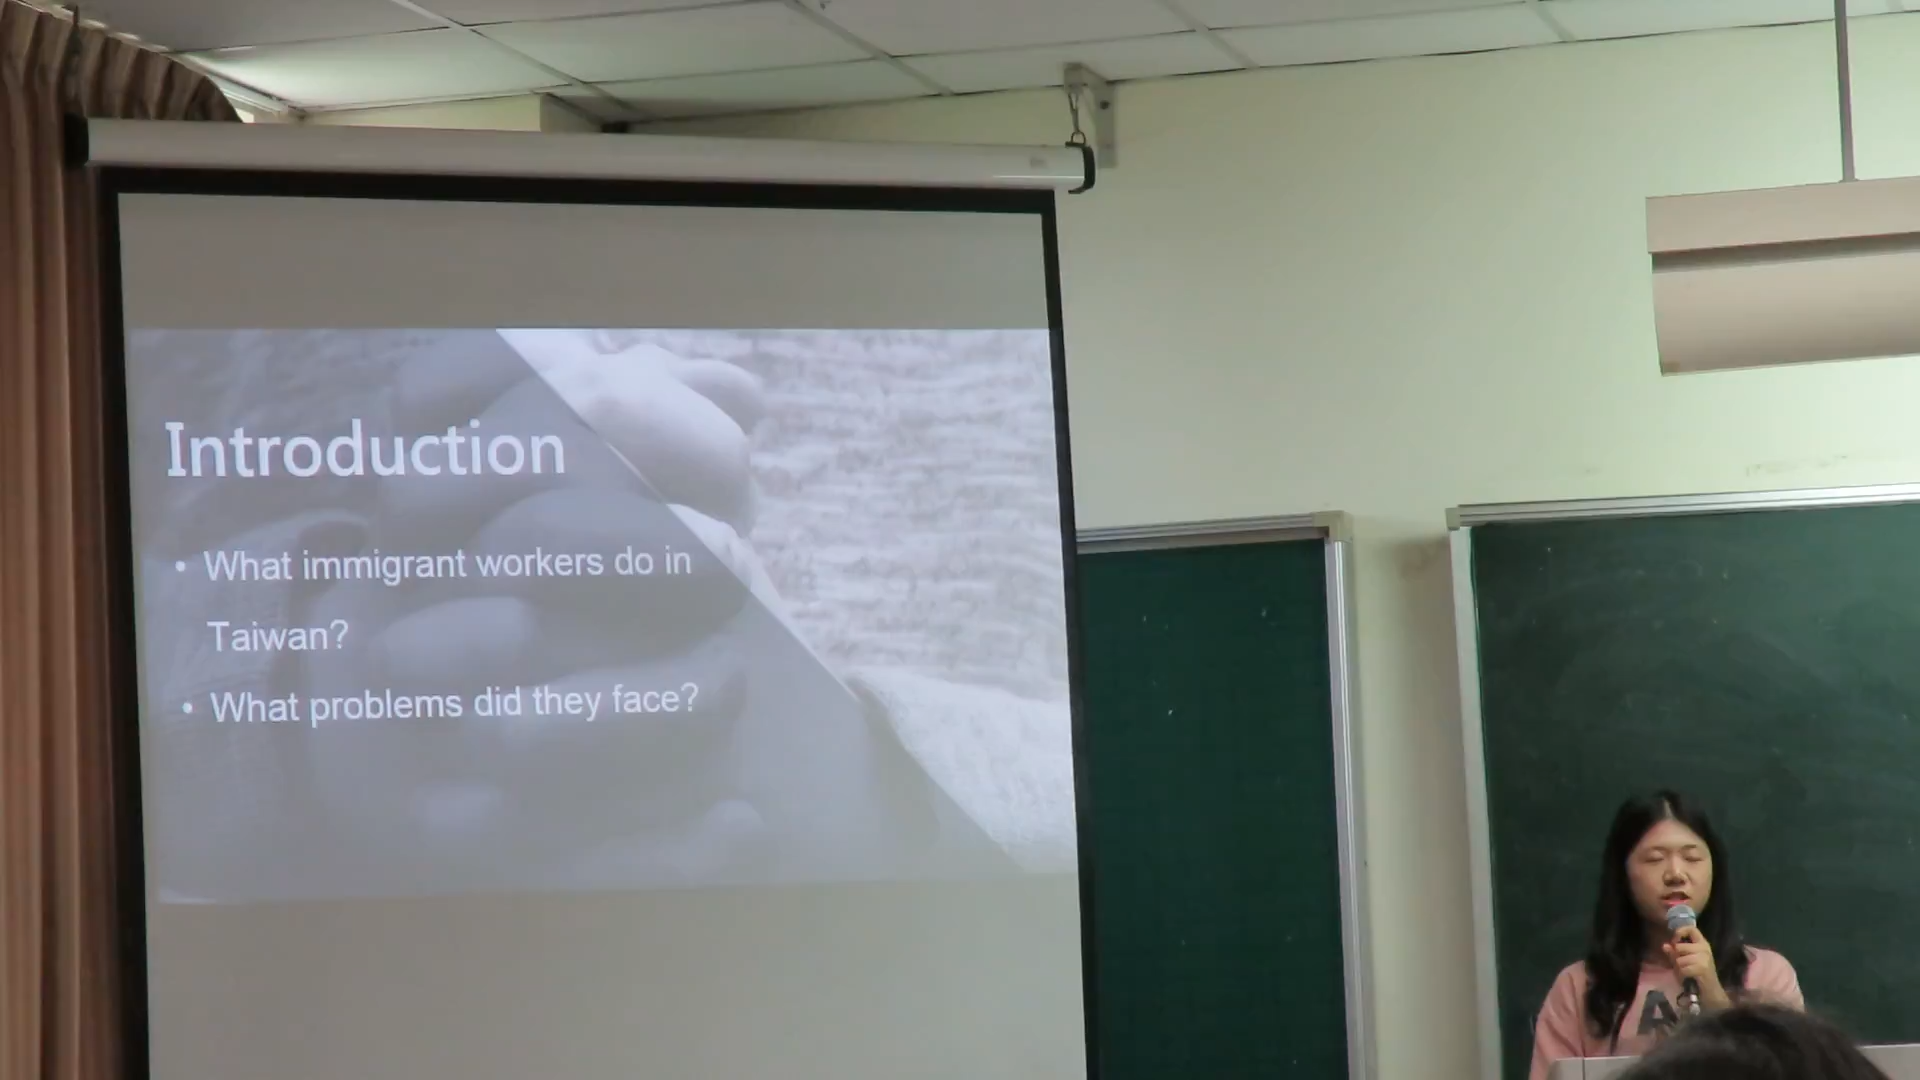 Introduction
• What immigrant workers do in
Taiwan?
• What problems did they face?